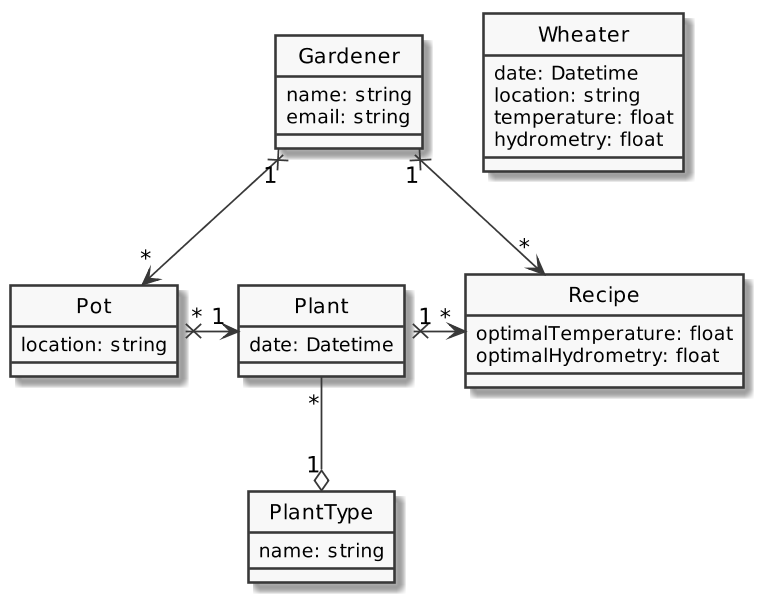 Gardener
name: string
email: string
Wheater
date: Datetime
location: string
temperature: float
hydrometry: float
1
1
*
*
Pot
location: string
* 1
Plant
date: Datetime
1 *
Recipe
optimalTemperature: float
optimalHydrometry: float
*
1
PlantType
name: string